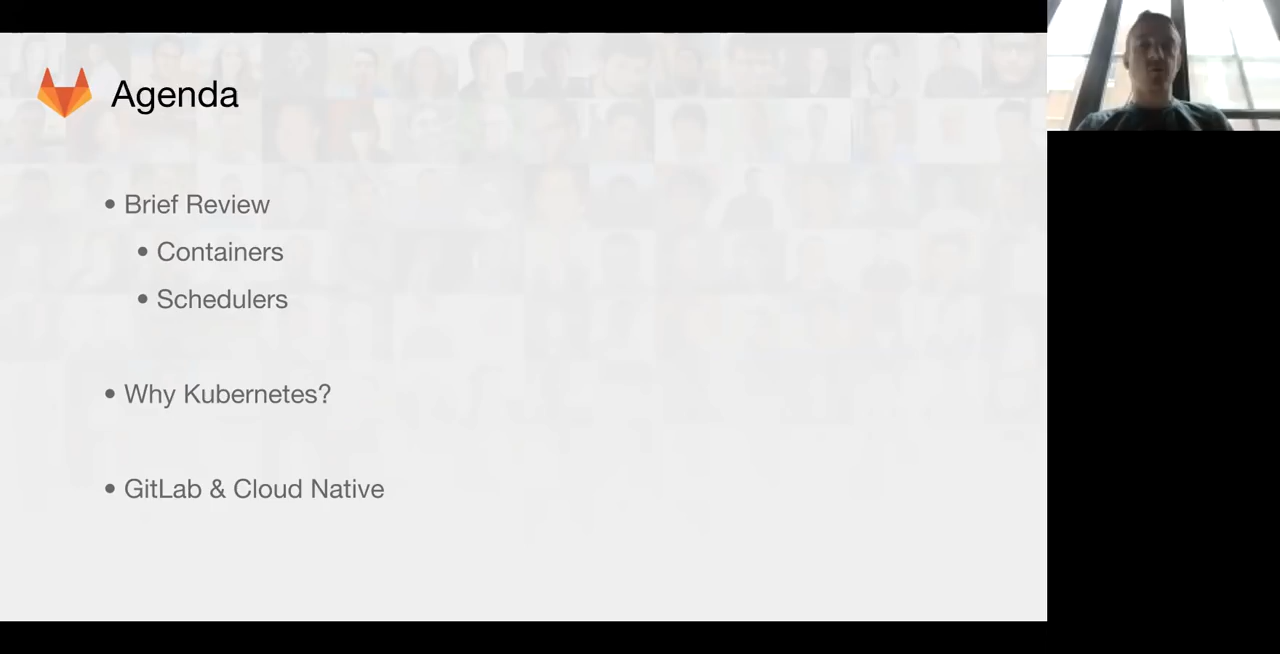 Agenda
• Brief Review
• Containers
• Schedulers
• Why Kubernetes?
• GitLab & Cloud Native